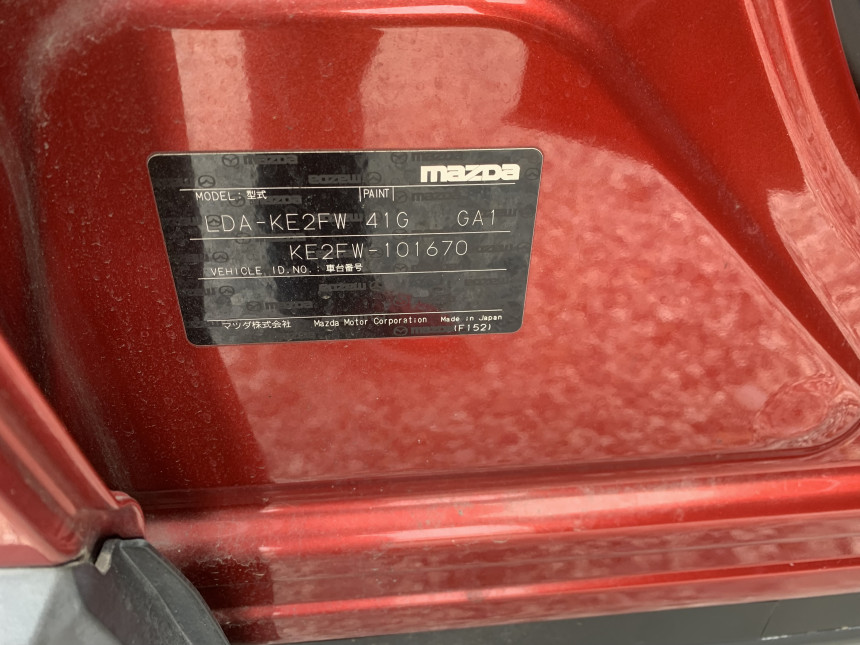 mazda
MODEL:型式 PAINT
LDA-KE2FW 41G GA1
KE2FW-101670
VEHICLE.ID.NO.:車台番号
マツダ株式会社 Mazda Motor Corporation Made in Japan
(F152)